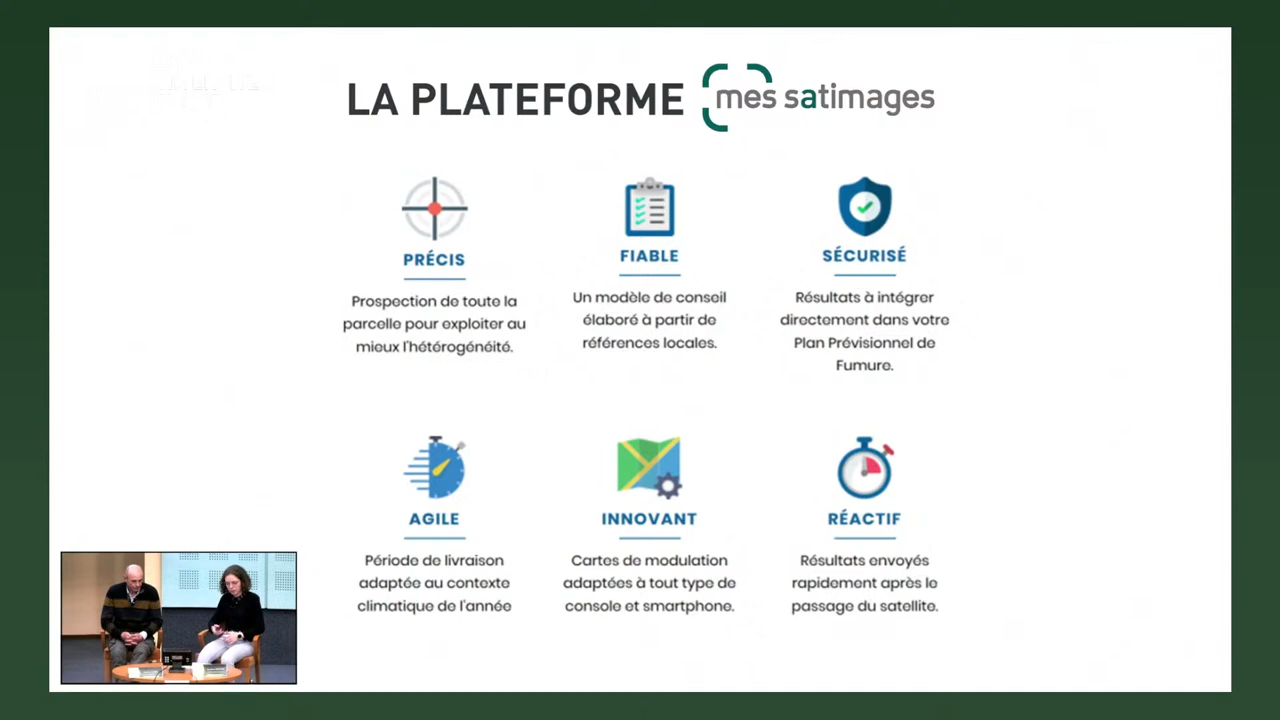 LA PLATEFORME mes satimages
PRÉCIS
Prospection de toute la
parcelle pour exploiter au
mieux l'hétérogénéité.
FIABLE
Un modèle de conseil
élaboré à partir de
références locales.
SÉCURISÉ
Résultats à intégrer
directement dans votre
Plan Prévisionnel de
Fumure.
AGILE
Période de livraison
adaptée au contexte
climatique de l'année
INNOVANT
Cartes de modulation
adaptées à tout type de
console et smartphone.
RÉACTIF
Résultats envoyés
rapidement après le
passage du satellite.